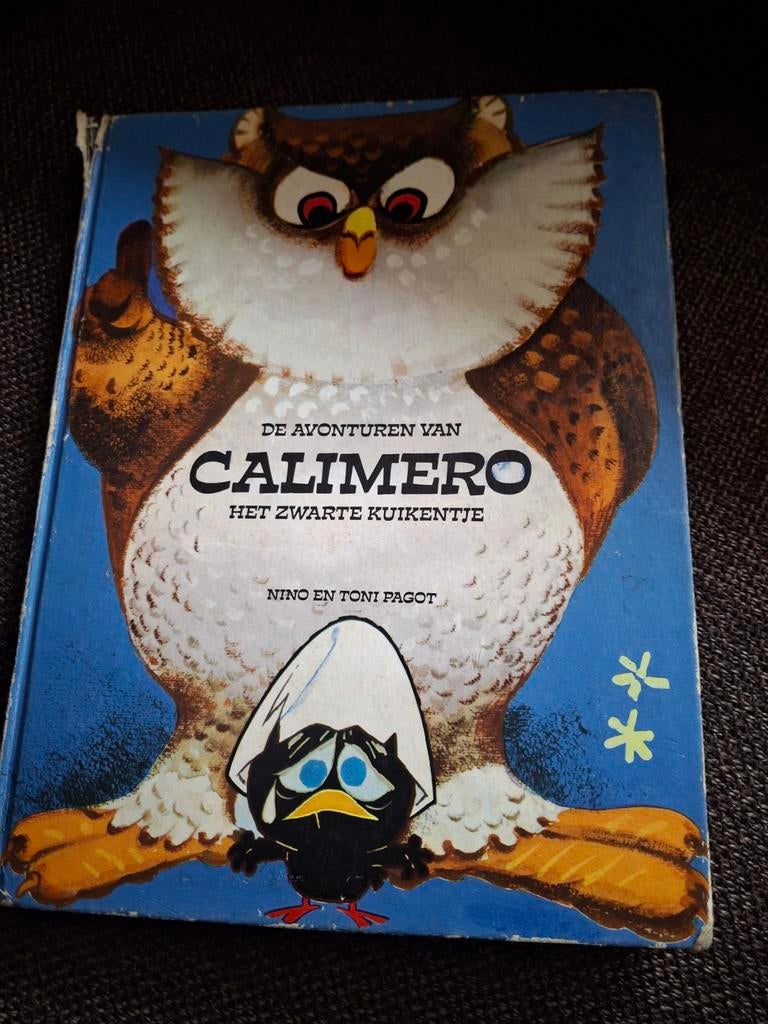 DE AVONTUREN VAN
CALIMERO
HET ZWARTE KUIKENTJE
NINO EN TONI PAGOT